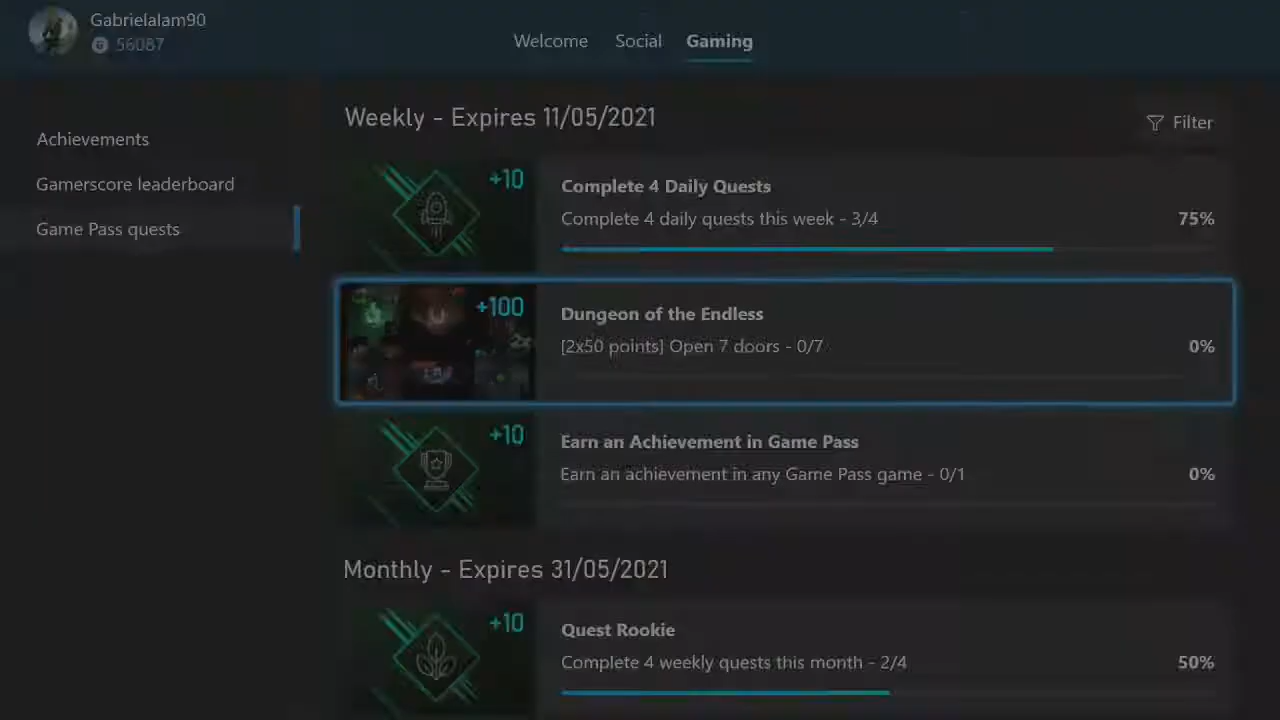 Gabrielalam90
56087
Welcome Social Gaming
Achievements
Gamerscore leaderboard
Game Pass quests
Weekly - Expires 11/05/2021
Filter
+10
Complete 4 Daily Quests
Complete 4 daily quests this week - 3/4
75%
+100
Dungeon of the Endless
[2x50 points] Open 7 doors - 0/7
0%
+10
Earn an Achievement in Game Pass
Earn an achievement in any Game Pass game - 0/1
0%
Monthly - Expires 31/05/2021
+10
Quest Rookie
Complete 4 weekly quests this month - 2/4
50%